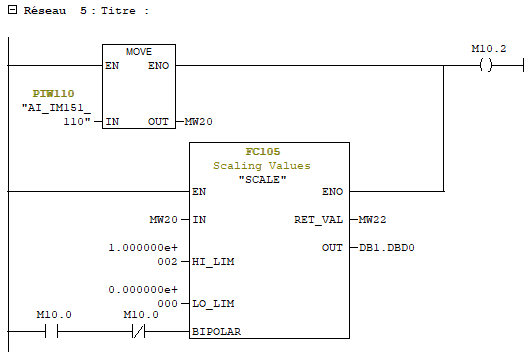 Réseau 5 : Titre :
M10.2
MOVE
EN ENO
PIW110
"AI_IM151_
110" IN OUT MW20
FC105
Scaling Values
"SCALE"
EN ENO
MW20 IN RET_VAL MW22
1.000000e+ OUT DB1.DBD0
002 HI_LIM
0.000000e+
000 LO_LIM
M10.0 M10.0
BIPOLAR